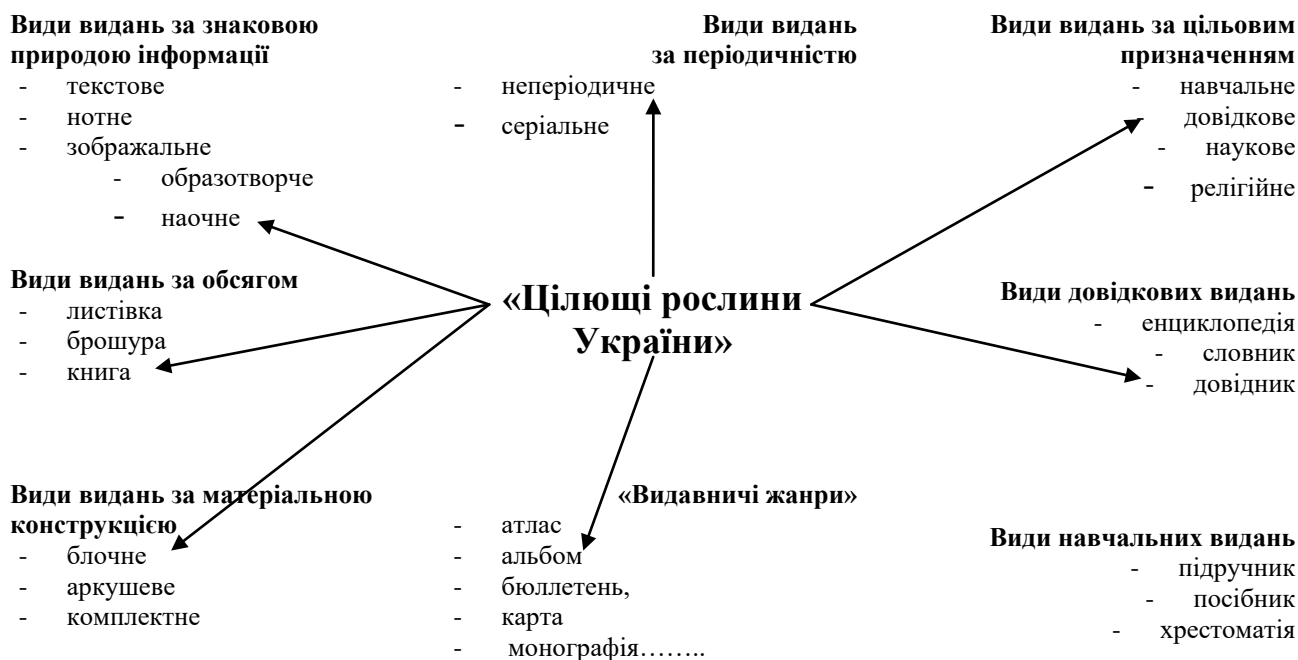 Види видань за знаковою
природою інформації
- текстове
- нотне
- зображальне
- образотворче
- наочне
Види видань
за періодичністю
- неперіодичне
- серіальне
Види видань за цільовим
призначенням
- навчальне
- довідкове
- наукове
- релігійне
Види видань за обсягом
- листівка
- брошура
- книга
«Цілющі рослини
України»
Види довідкових видань
- енциклопедія
- словник
- довідник
Види видань за матеріальною
конструкцією
- блочне
- аркушеве
- комплектне
«Видавничі жанри»
- атлас
- альбом
- бюллетень,
- карта
- монографія……..
Види навчальних видань
- підручник
- посібник
- хрестоматія